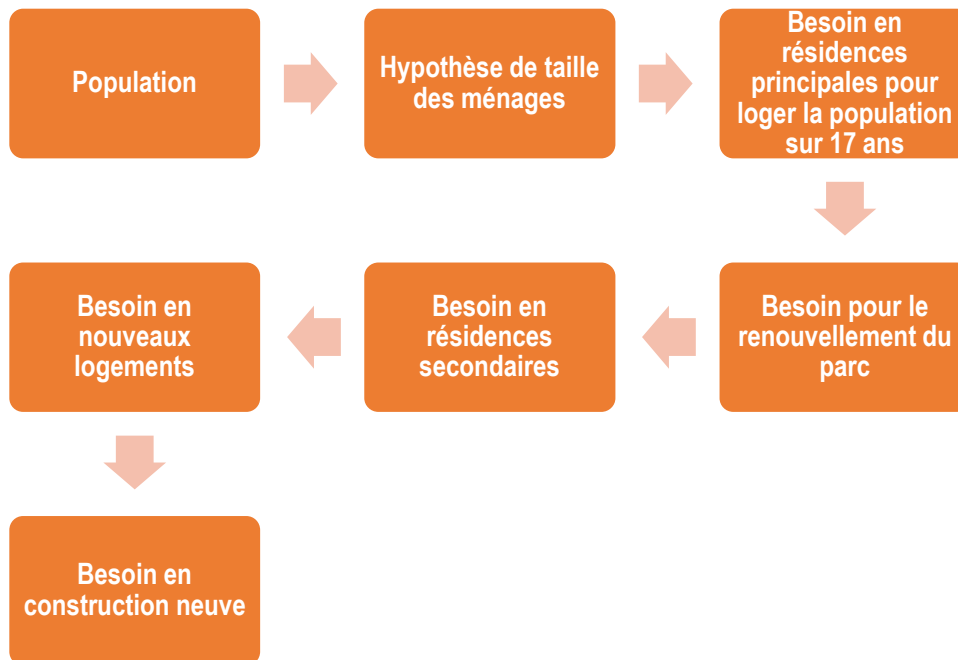 Population
Hypothèse de taille
des ménages
Besoin en
résidences
principales pour
loger la population
sur 17 ans
Besoin pour le
renouvellement du
parc
Besoin en
résidences
secondaires
Besoin en
nouveaux
logements
Besoin en
construction neuve